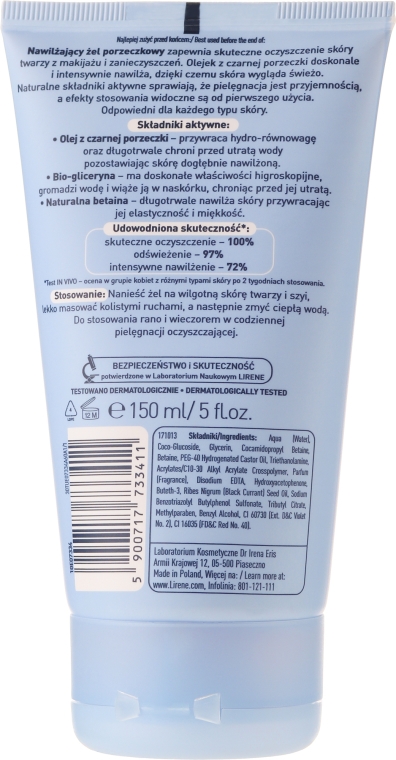 Najlepiej zużyć przed końcem:/ Best used before the end of:
Nawilżający żel porzeczkowy zapewnia skuteczne oczyszczenie skóry
twarzy z makijażu i zanieczyszczeń. Olejek z czarnej porzeczki doskonale
i intensywnie nawilża, dzięki czemu skóra wygląda świeżo.
Naturalne składniki aktywne sprawiają, że pielęgnacja jest przyjemnością,
a efekty stosowania widoczne są od pierwszego użycia.
Odpowiedni dla każdego typu skóry.
Składniki aktywne:
• Olej z czarnej porzeczki – przywraca hydro-równowagę
oraz długotrwale chroni przed utratą wody
pozostawiając skórę dogłębnie nawilżoną.
• Bio-gliceryna – ma doskonałe właściwości higroskopijne,
gromadzi wodę i wiąże ją w naskórku, chroniąc przed jej utratą.
• Naturalna betaina – długotrwale nawilża skórę przywracając
jej elastyczność i miękkość.
Udowodniona skuteczność*:
skuteczne oczyszczenie – 100%
odświeżenie – 97%
intensywne nawilżenie – 72%
*Test IN VIVO – ocena w grupie kobiet z różnymi typami skóry po 2 tygodniach stosowania.
Stosowanie: Nanieść żel na wilgotną skórę twarzy i szyi,
lekko masować kolistymi ruchami, a następnie zmyć ciepłą wodą.
Do stosowania rano i wieczorem w codziennej
pielęgnacji oczyszczającej.
BEZPIECZEŃSTWO i SKUTECZNOŚĆ
potwierdzone w Laboratorium Naukowym LIRENE
TESTOWANO DERMATOLOGICZNIE • DERMATOLOGICALLY TESTED
12 M
℮ 150 ml/ 5 fl.oz.
171013 Składniki/Ingredients: Aqua (Water),
Coco-Glucoside, Glycerin, Cocamidopropyl Betaine,
Betaine, PEG-40 Hydrogenated Castor Oil, Triethanolamine,
Acrylates/C10-30 Alkyl Acrylate Crosspolymer, Parfum
(Fragrance), Disodium EDTA, Hydroxyacetophenone,
Buteth-3, Ribes Nigrum (Black Currant) Seed Oil, Sodium
Benzotriazolyl Butylphenol Sulfonate, Tributyl Citrate,
Methylparaben, Benzyl Alcohol, CI 60730 (Ext. D&C Violet
No. 2), CI 16035 (FD&C Red No. 40).
Laboratorium Kosmetyczne Dr Irena Eris
Armii Krajowej 12, 05-500 Piaseczno
Made in Poland, Więcej na: / Learn more at:
www.Lirene.com, Infolinia: 801-121-111
5 900717 733411